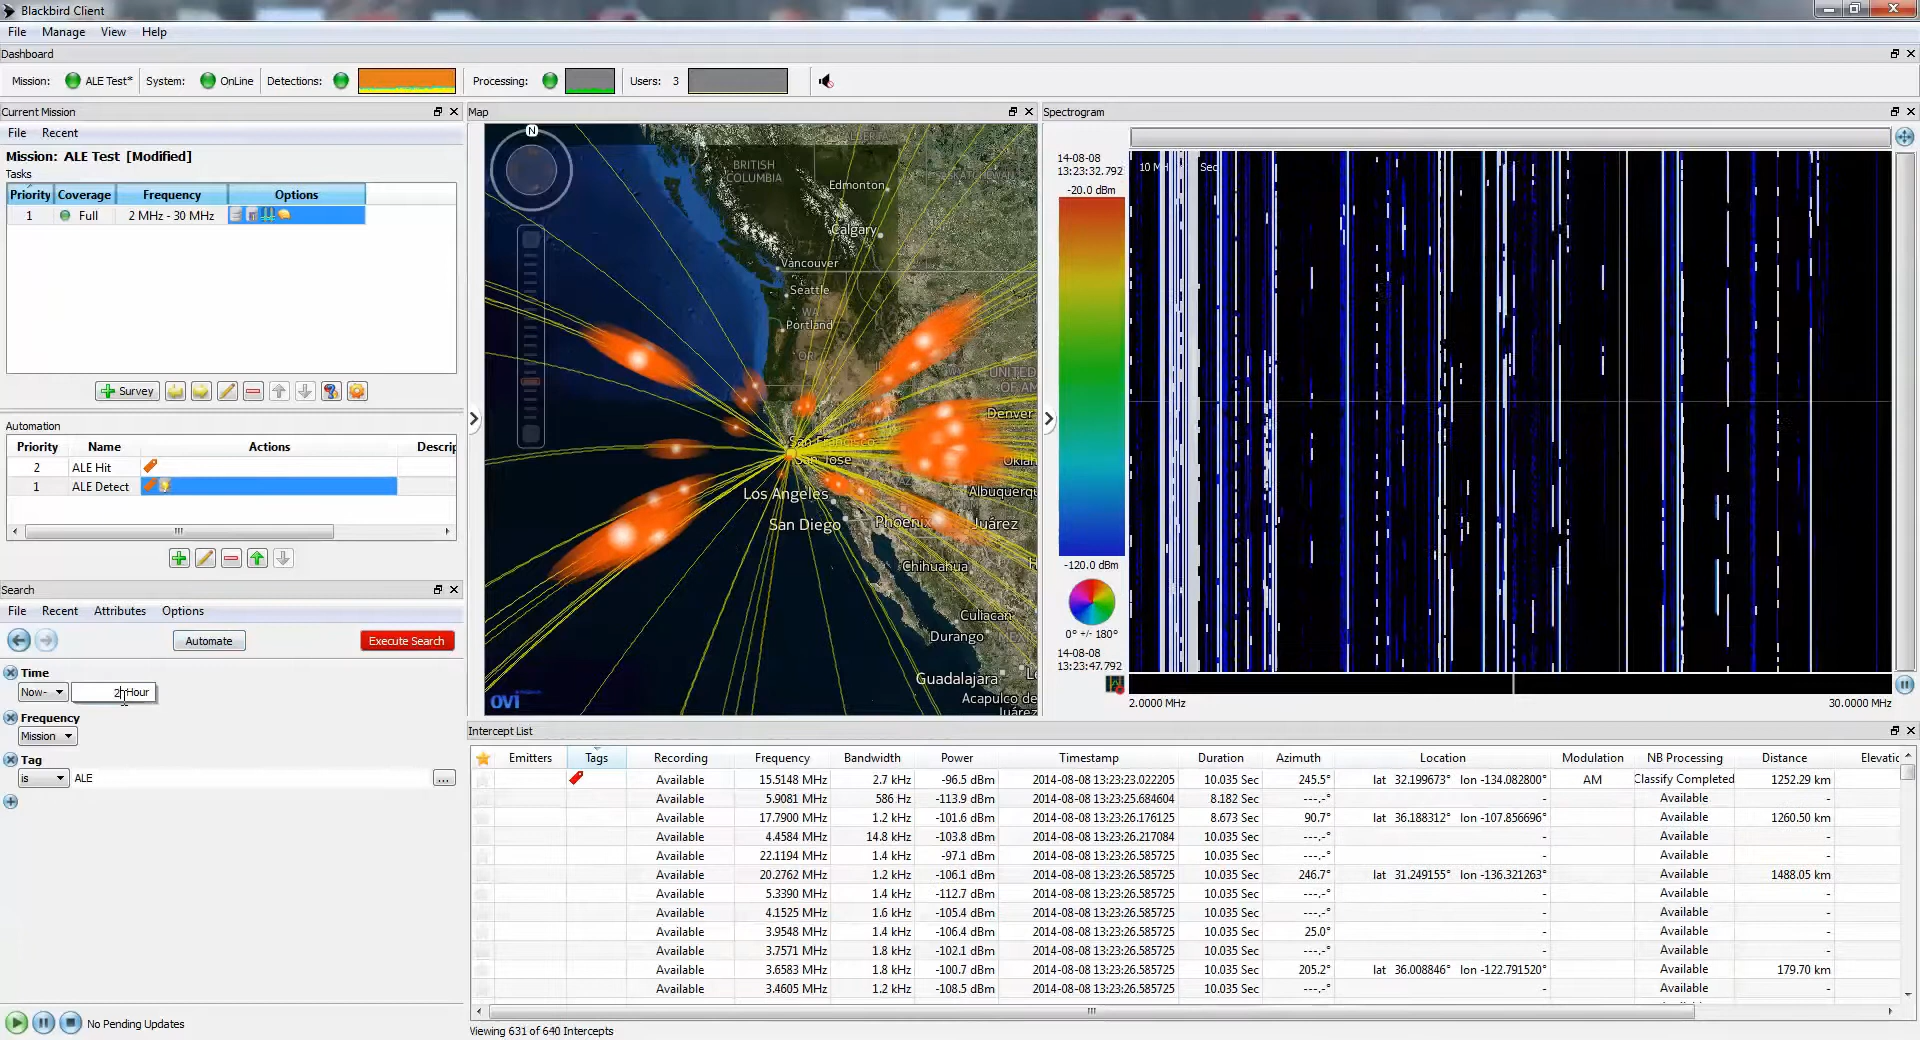 Blackbird Client
File Manage View Help
Dashboard
Mission: ALE Test* System: OnLine Detections: Processing: Users: 3
Current Mission
File Recent
Mission: ALE Test [Modified]
Tasks
Priority Coverage Frequency Options
1 Full 2 MHz - 30 MHz
Survey
Automation
Priority Name Actions Descrip
2 ALE Hit
1 ALE Detect
Search
File Recent Attributes Options
Automate Execute Search
Time
Now- 2 Hour
Frequency
Mission
Tag
is ALE ...
No Pending Updates
Map
N
BRITISH
COLUMBIA
Edmonton
SASKATCHEWAN
Calgary
Vancouver
Seattle
Portland
UNITED
Denver
San Francisco
San Jose
Los Angeles
Albuquerqu
San Diego
Phoenix
Juárez
Chihuahua
Culiacan
Durango
Guadalajara
Acapulco de
Juárez
OVI
Spectrogram
14-08-08
13:23:32.792
-20.0 dBm
-120.0 dBm
0° +/- 180°
14-08-08
13:23:47.792
10 MH Sec
2.0000 MHz 30.0000 MHz
Intercept List
Emitters Tags Recording Frequency Bandwidth Power Timestamp Duration Azimuth Location Modulation NB Processing Distance Elevatic
Available 15.5148 MHz 2.7 kHz -96.5 dBm 2014-08-08 13:23:23.022205 10.035 Sec 245.5° lat 32.199673° lon -134.082800° AM Classify Completed 1252.29 km
Available 5.9081 MHz 586 Hz -113.9 dBm 2014-08-08 13:23:25.684604 8.182 Sec ---.-° - Available -
Available 17.7900 MHz 1.2 kHz -101.6 dBm 2014-08-08 13:23:26.176125 8.673 Sec 90.7° lat 36.188312° lon -107.856696° Available 1260.50 km
Available 4.4584 MHz 14.8 kHz -103.8 dBm 2014-08-08 13:23:26.217084 10.035 Sec ---.-° - Available -
Available 22.1194 MHz 1.4 kHz -97.1 dBm 2014-08-08 13:23:26.585725 10.035 Sec ---.-° - Available -
Available 20.2762 MHz 1.2 kHz -106.1 dBm 2014-08-08 13:23:26.585725 10.035 Sec 246.7° lat 31.249155° lon -136.321263° Available 1488.05 km
Available 5.3390 MHz 1.4 kHz -112.7 dBm 2014-08-08 13:23:26.585725 10.035 Sec ---.-° - Available -
Available 4.1525 MHz 1.6 kHz -105.4 dBm 2014-08-08 13:23:26.585725 10.035 Sec ---.-° - Available -
Available 3.9548 MHz 1.4 kHz -106.4 dBm 2014-08-08 13:23:26.585725 10.035 Sec 25.0° - Available -
Available 3.7571 MHz 1.8 kHz -102.1 dBm 2014-08-08 13:23:26.585725 10.035 Sec ---.-° - Available -
Available 3.6583 MHz 1.8 kHz -100.7 dBm 2014-08-08 13:23:26.585725 10.035 Sec 205.2° lat 36.008846° lon -122.791520° Available 179.70 km
Available 3.4605 MHz 1.2 kHz -108.5 dBm 2014-08-08 13:23:26.585725 10.035 Sec ---.-° - Available -
Viewing 631 of 640 Intercepts